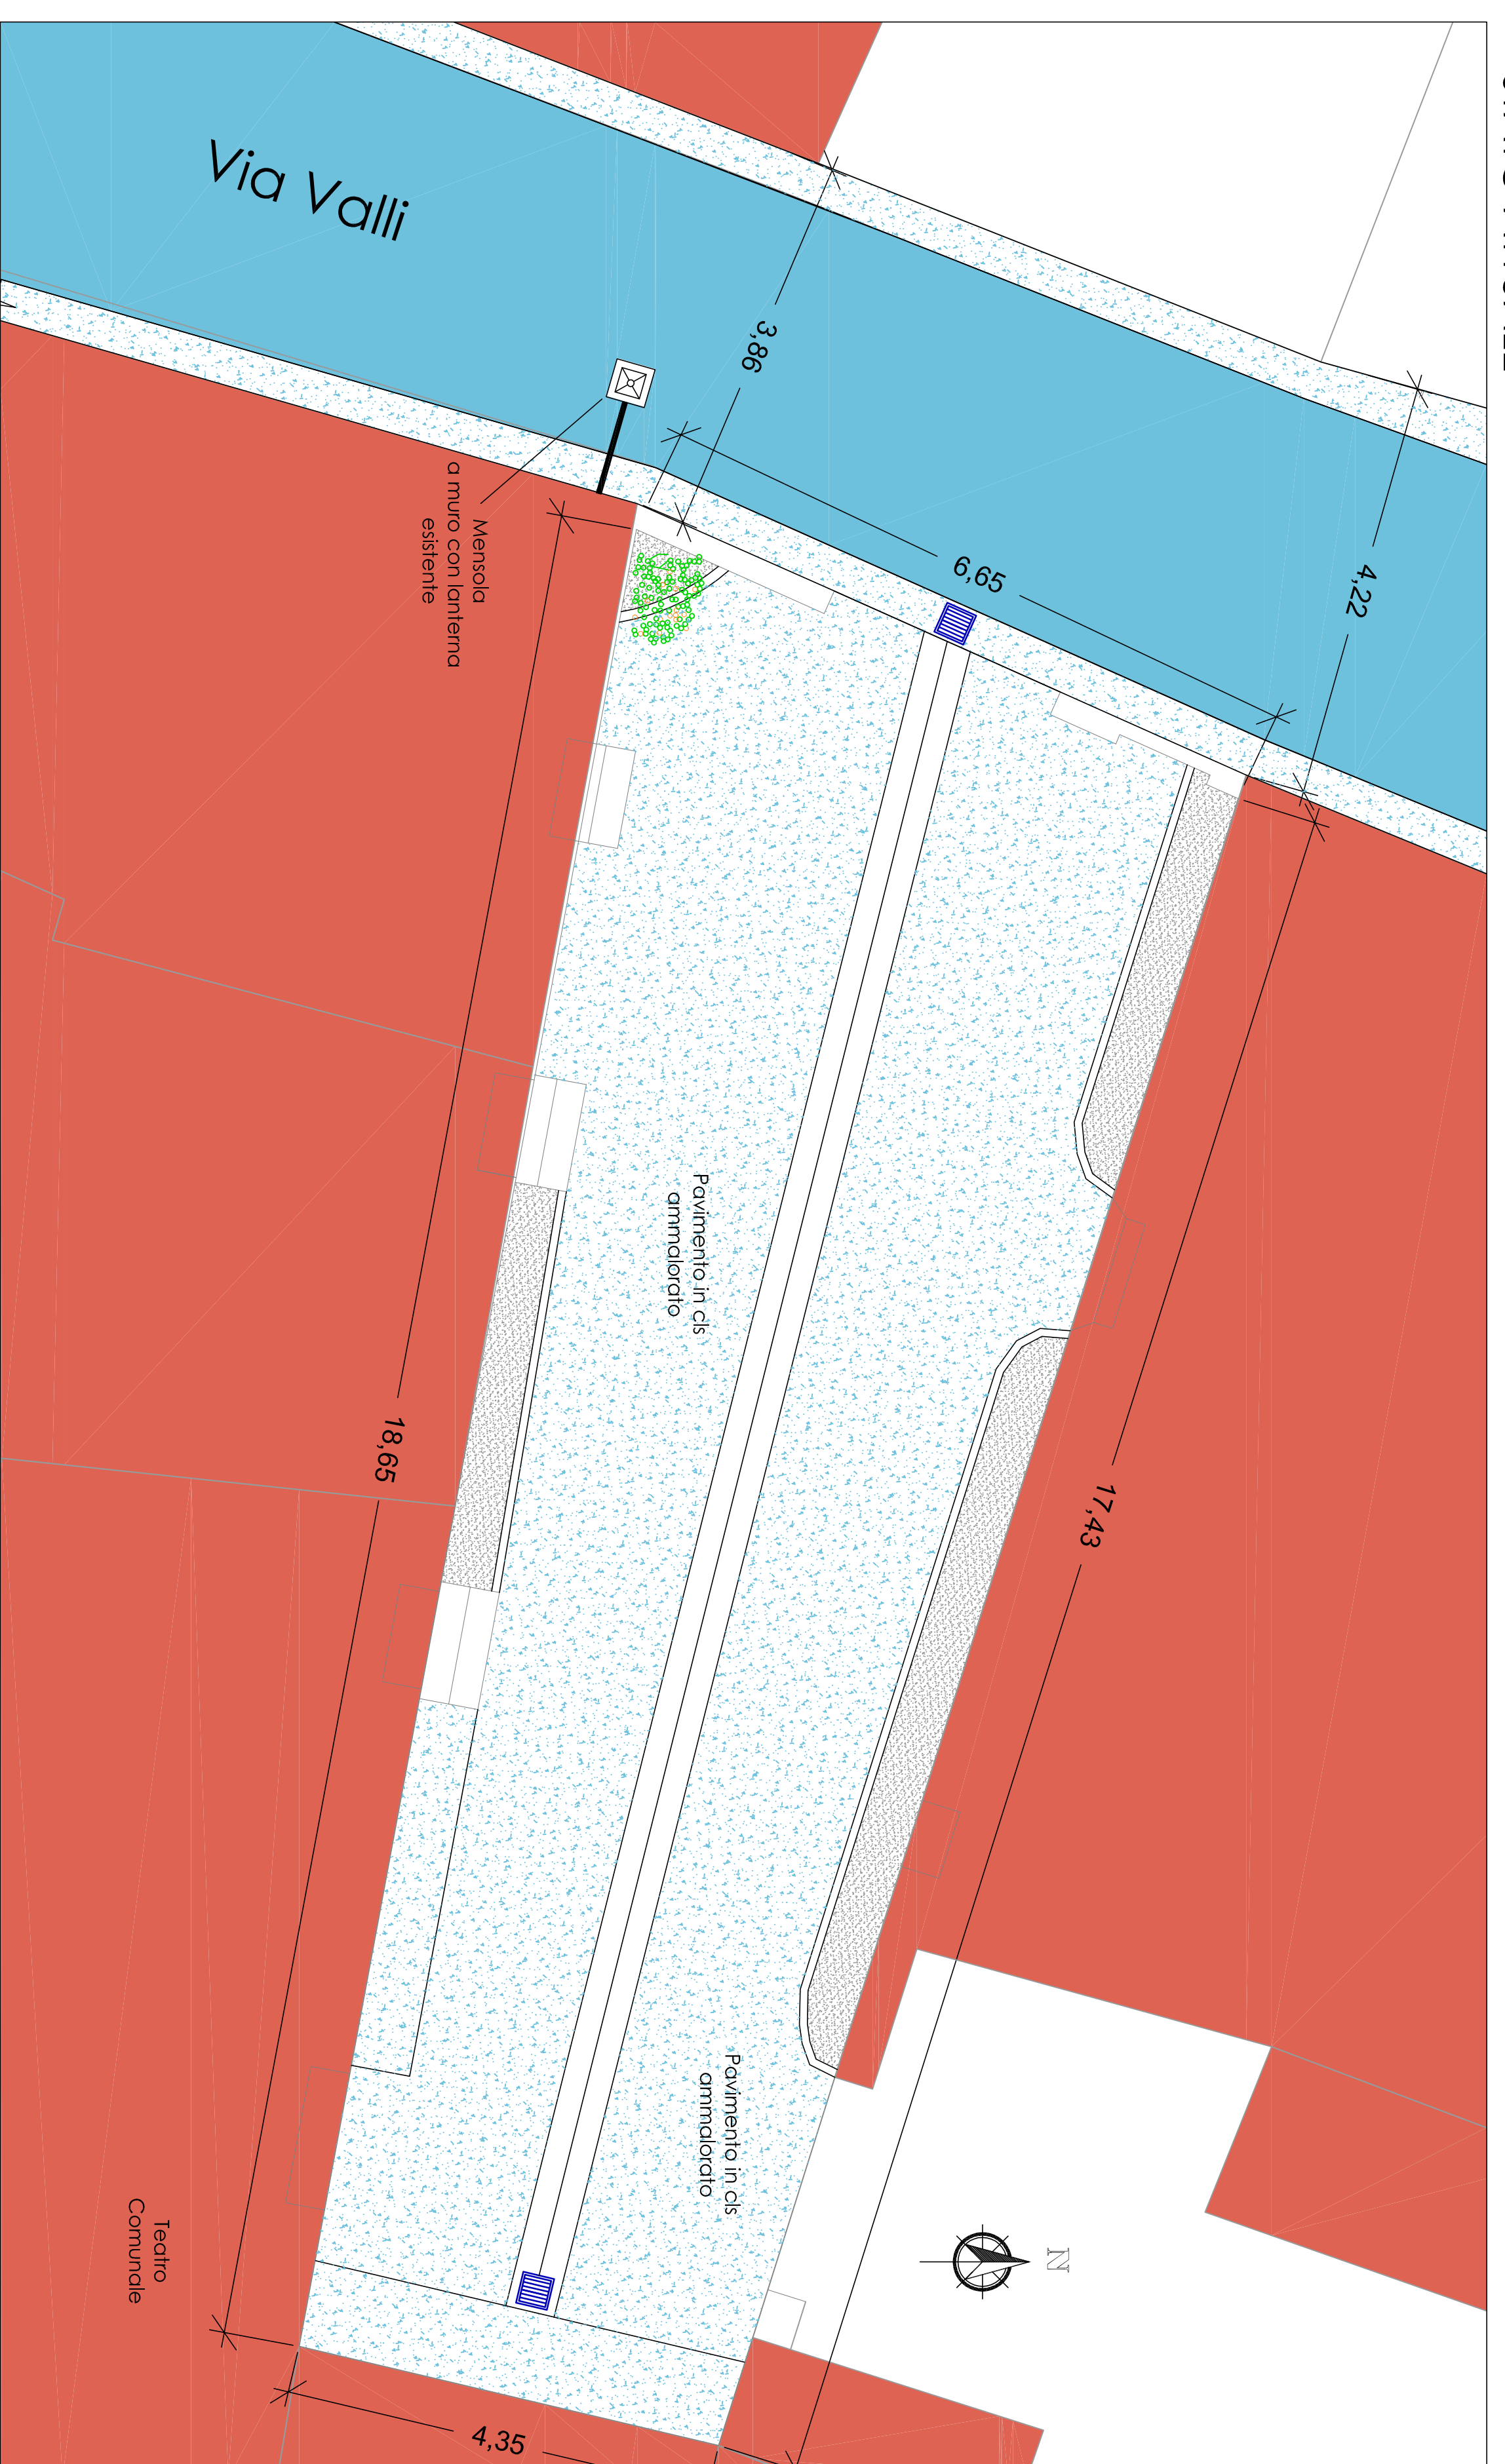 Via Valli
3,86
4,22
6,65
Mensola
a muro con lanterna
esistente
Pavimento in cls
ammalorato
18,65
17,43
Pavimento in cls
ammalorato
N
Teatro
Comunale
4,35